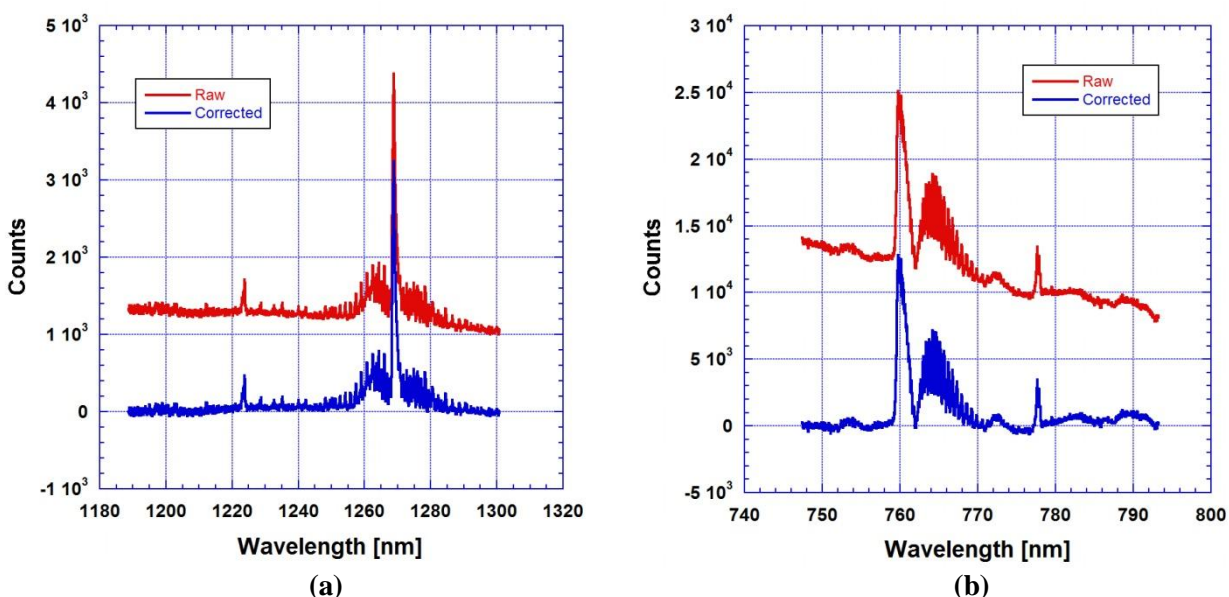 5 10³
4 10³
3 10³
2 10³
1 10³
0
-1 10³
Counts
Raw
Corrected
1180 1200 1220 1240 1260 1280 1300 1320
Wavelength [nm]
(a)
3 10⁴
2.5 10⁴
2 10⁴
1.5 10⁴
1 10⁴
5 10³
0
-5 10³
Counts
Raw
Corrected
740 750 760 770 780 790 800
Wavelength [nm]
(b)